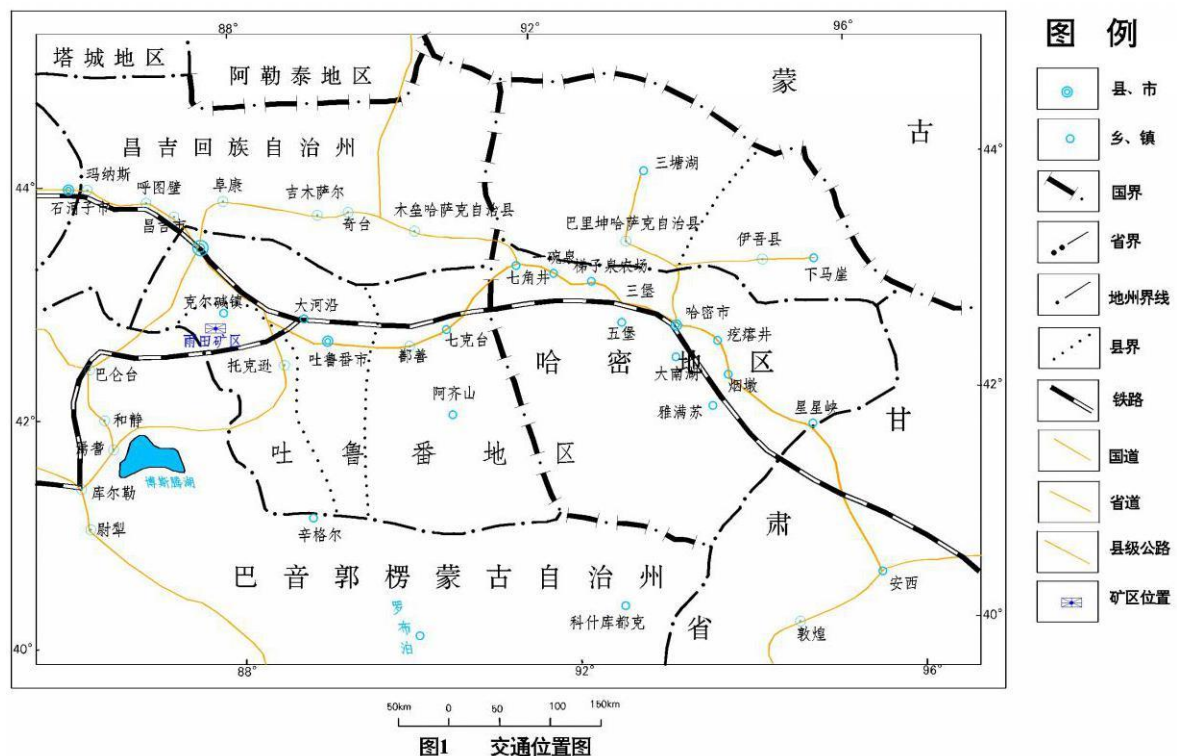 88°
92°
96°
塔城地区
阿勒泰地区
蒙
古
昌吉回族自治州
44°
44°
玛纳斯
呼图壁
阜康
吉木萨尔
奇台
木垒哈萨克自治县
三塘湖
石河子市
昌吉市
巴里坤哈萨克自治县
伊吾县
下马崖
七角井
一碗泉
梯子泉农场
三堡
克尔碱镇
大河沿
雨田矿区
吐鲁番市
鄯善
七克台
五堡
哈密市
疙瘩井
哈密地区
托克逊
巴仑台
阿齐山
大南湖
烟墩
雅满苏
星星峡
42°
42°
和静
焉耆
博斯腾湖
吐鲁番地区
甘
肃
省
库尔勒
尉犁
辛格尔
巴音郭楞蒙古自治州
罗布泊
科什库都克
安西
敦煌
40°
40°
88°
92°
96°
50km 0 50 100 150km
图1 交通位置图
图 例
县、市
乡、镇
国界
省界
地州界线
县界
铁路
国道
省道
县级公路
矿区位置